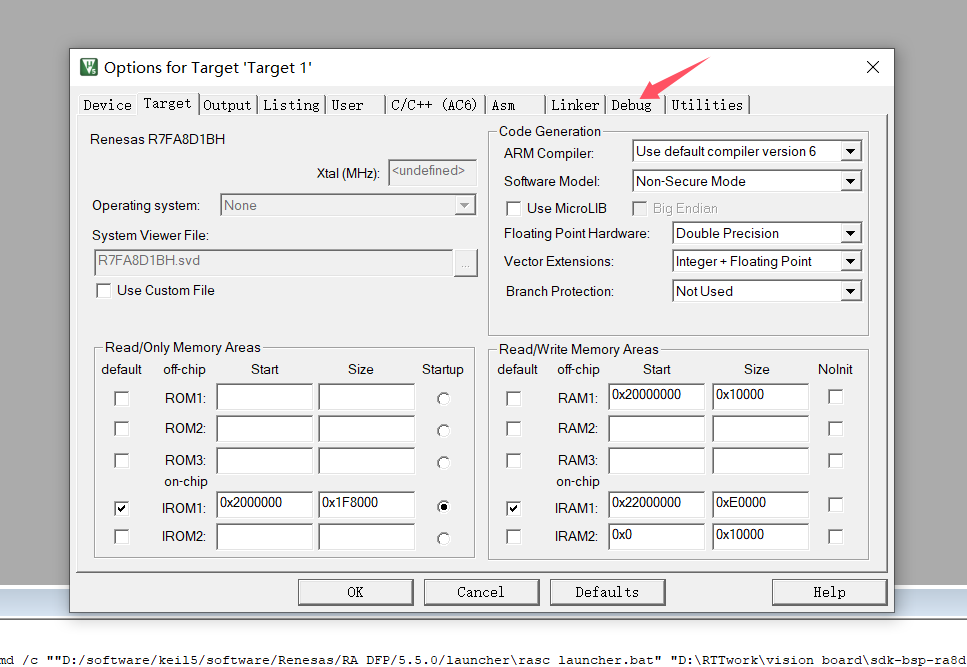 Options for Target 'Target 1'
Device Target Output Listing User C/C++ (AC6) Asm Linker Debug Utilities
Renesas R7FA8D1BH
Xtal (MHz): <undefined>
Operating system: None
System Viewer File:
R7FA8D1BH.svd ...
Use Custom File
Code Generation
ARM Compiler: Use default compiler version 6
Software Model: Non-Secure Mode
Use MicroLIB Big Endian
Floating Point Hardware: Double Precision
Vector Extensions: Integer + Floating Point
Branch Protection: Not Used
Read/Only Memory Areas
default off-chip Start Size Startup
ROM1:
ROM2:
ROM3:
on-chip
IROM1: 0x2000000 0x1F8000
IROM2:
Read/Write Memory Areas
default off-chip Start Size NoInit
RAM1: 0x20000000 0x10000
RAM2:
RAM3:
on-chip
IRAM1: 0x22000000 0xE0000
IRAM2: 0x0 0x10000
OK Cancel Defaults Help
md /c ""D:/software/keil5/software/Renesas/RA_DFP/5.5.0/launcher\rasc_launcher.bat" "D:\RTTwork\vision_board\sdk-bsp-ra8d